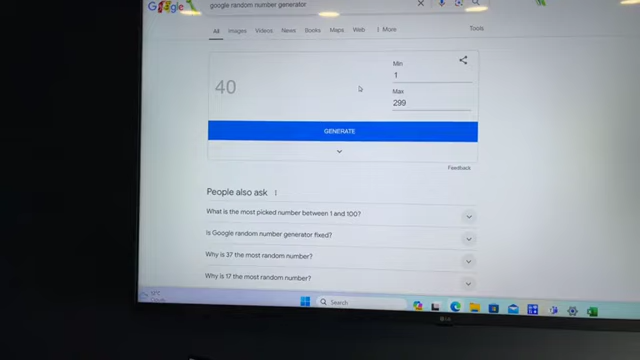 google random number generator
All Images Videos News Books Maps Web More Tools
Min
1
40
Max
299
GENERATE
Feedback
People also ask
What is the most picked number between 1 and 100?
Is Google random number generator fixed?
Why is 37 the most random number?
Why is 17 the most random number?
Search
LG